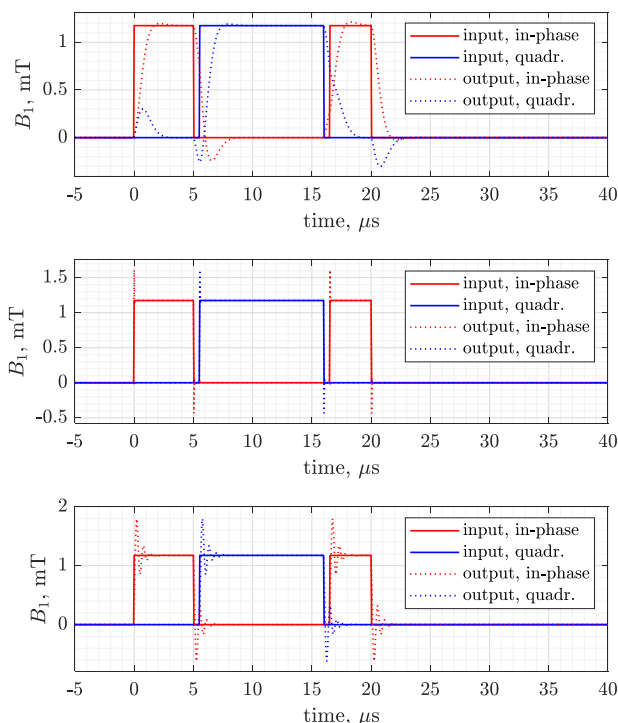 B₁, mT
1
0.5
0
input, in-phase
input, quadr.
output, in-phase
output, quadr.
-5 0 5 10 15 20 25 30 35 40
time, μs
B₁, mT
1.5
1
0.5
0
-0.5
input, in-phase
input, quadr.
output, in-phase
output, quadr.
-5 0 5 10 15 20 25 30 35 40
time, μs
B₁, mT
2
1
0
input, in-phase
input, quadr.
output, in-phase
output, quadr.
-5 0 5 10 15 20 25 30 35 40
time, μs